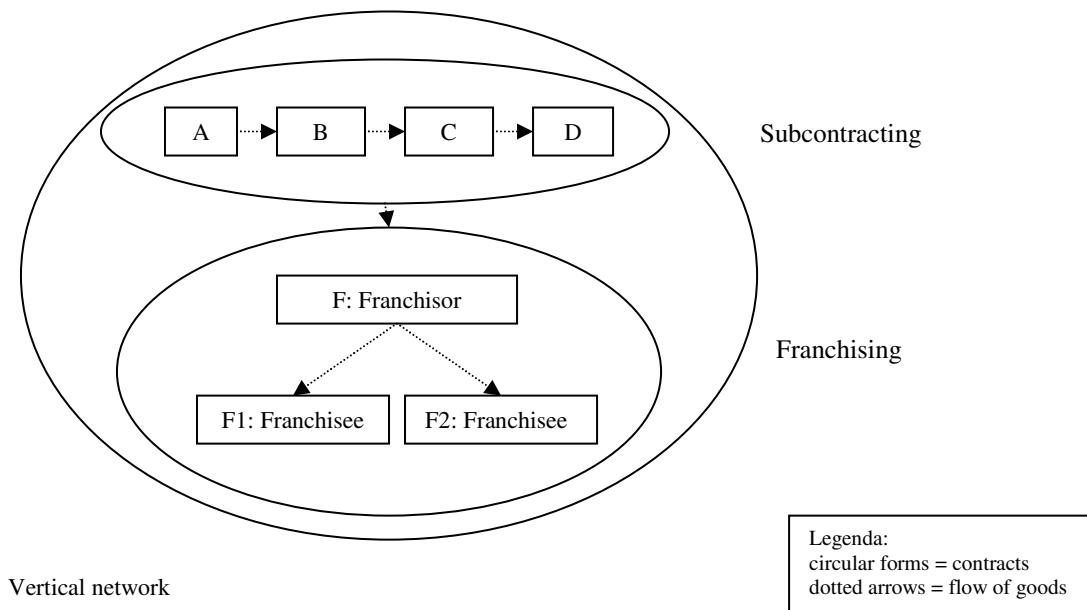 A B C D
Subcontracting
F: Franchisor
Franchising
F1: Franchisee F2: Franchisee
Legenda:
circular forms = contracts
dotted arrows = flow of goods
Vertical network